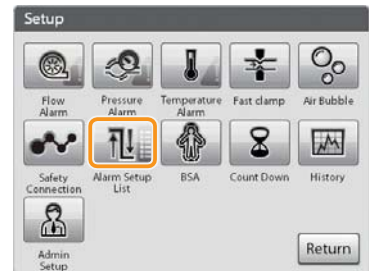 Setup
Flow
Alarm
Pressure
Alarm
Temperature
Alarm
Fast clamp
Air Bubble
Safety
Connection
Alarm Setup
List
BSA
Count Down
History
Admin
Setup
Return